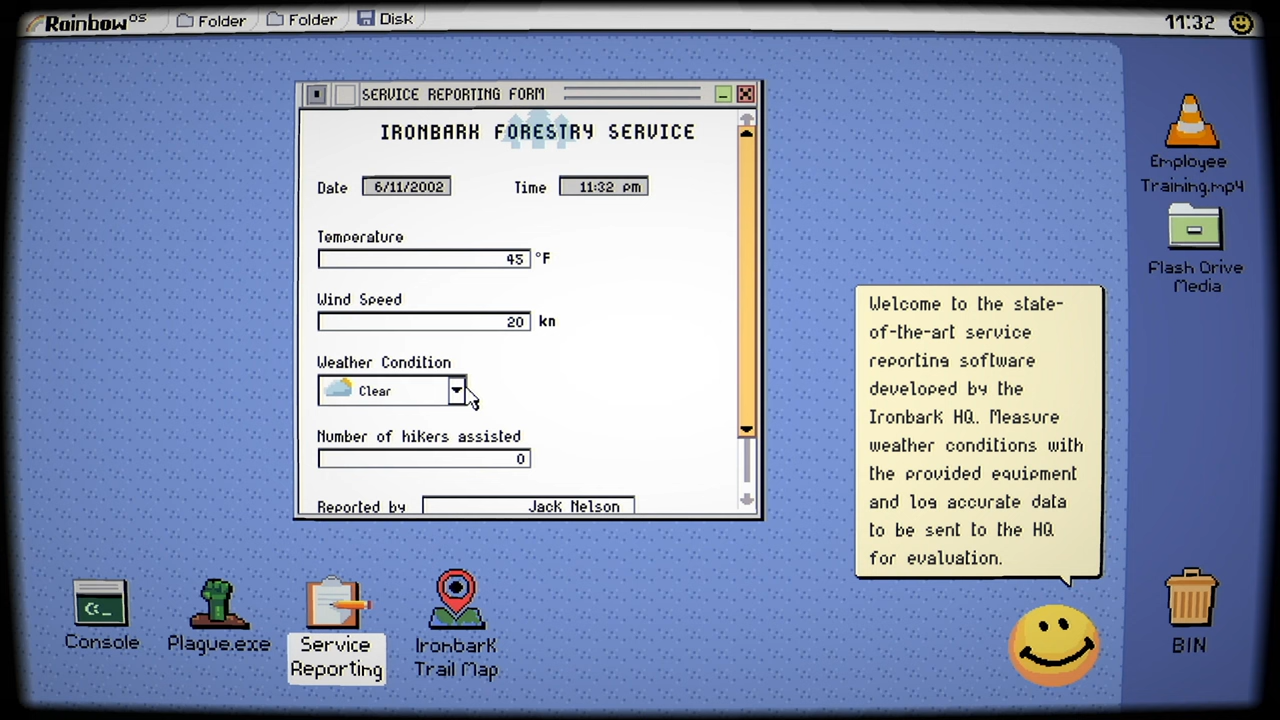 Rainbow OS Folder Folder Disk 11:32
SERVICE REPORTING FORM
IRONBARK FORESTRY SERVICE
Date 6/11/2002 Time 11:32 pm
Temperature
45 °F
Wind Speed
20 kn
Weather Condition
Clear
Number of hikers assisted
0
Reported by Jack Nelson
Employee
Training.mp4
Flash Drive
Media
Welcome to the state-
of-the-art service
reporting software
developed by the
Ironbark HQ. Measure
weather conditions with
the provided equipment
and log accurate data
to be sent to the HQ
for evaluation.
Console
Plague.exe
Service
Reporting
Ironbark
Trail Map
BIN